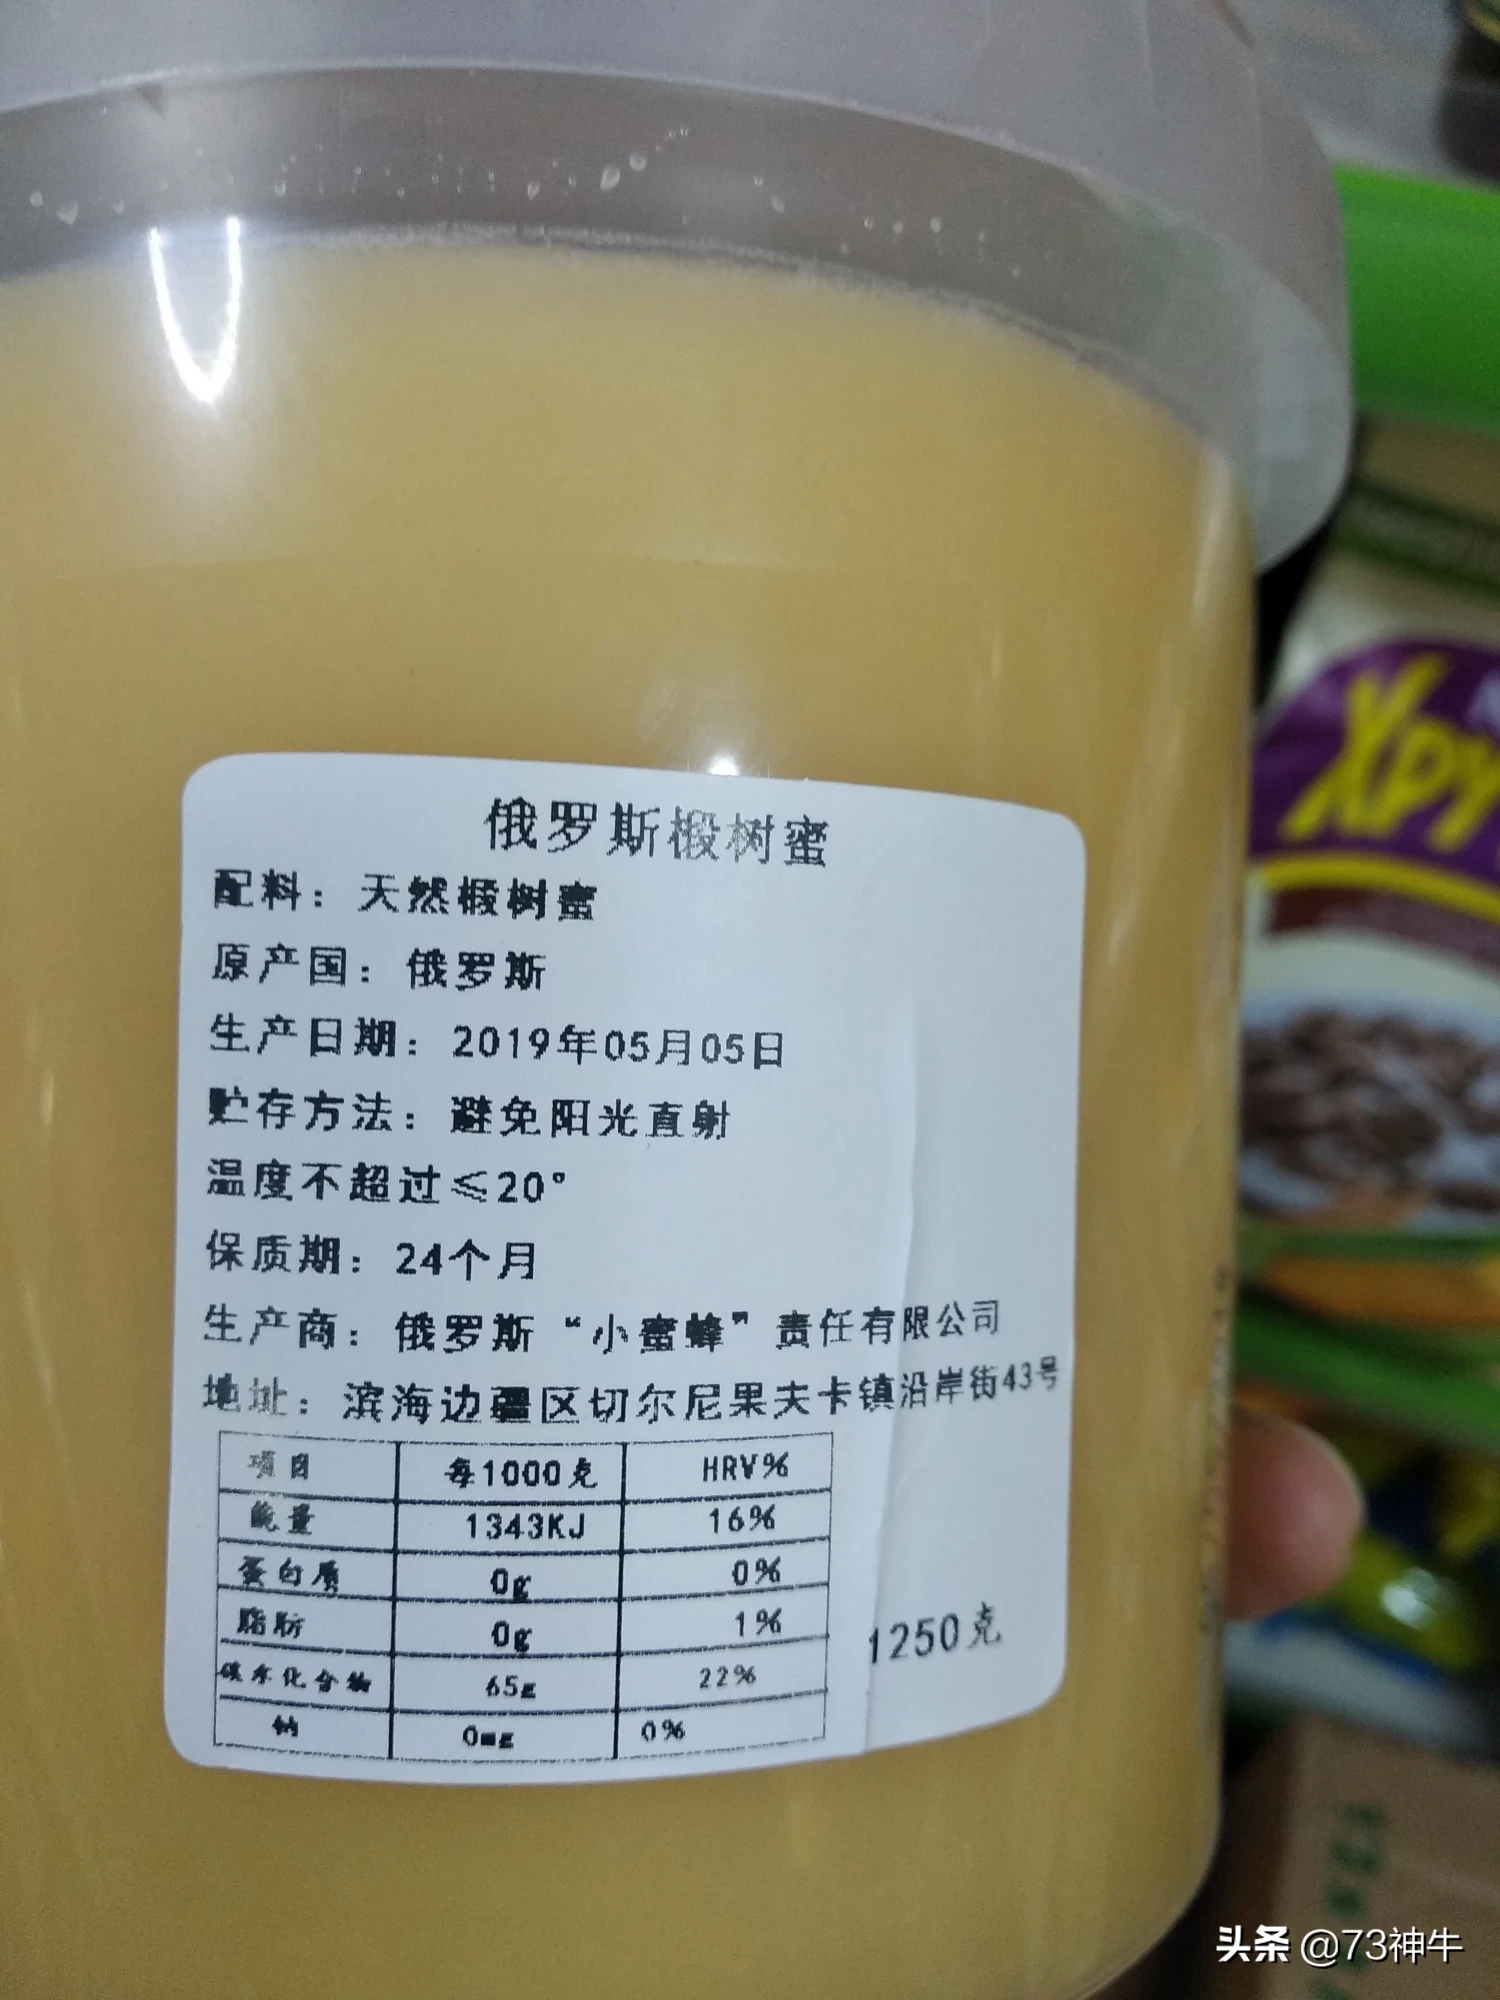 俄罗斯椴树蜜
配料：天然椴树蜜
原产国：俄罗斯
生产日期：2019年05月05日
贮存方法：避免阳光直射
温度不超过≤20°
保质期：24个月
生产商：俄罗斯“小蜜蜂”责任有限公司
地址：滨海边疆区切尔尼果夫卡镇沿岸街43号
项目 每1000克 HRV%
能量 1343KJ 16%
蛋白质 0g 0%
脂肪 0g 1%
碳水化合物 65g 22%
钠 0mg 0%
1250克
ХРУ
头条 @73神牛